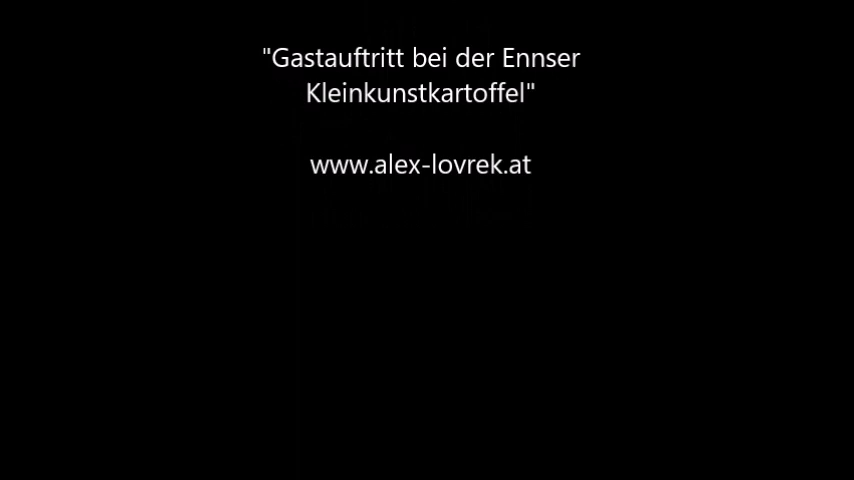 "Gastauftritt bei der Ennser
Kleinkunstkartoffel"
www.alex-lovrek.at